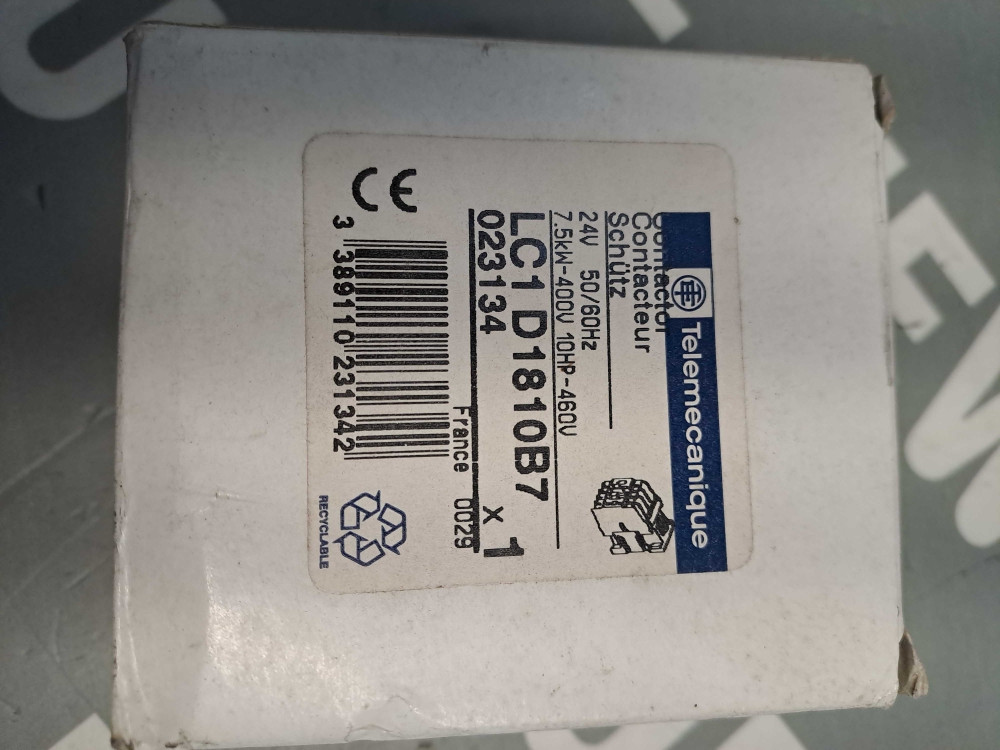 Telemecanique
Contactor
Contacteur
Schütz
24V 50/60Hz
7.5kW-400V 10HP-460V
LC1 D1810B7
023134 x 1
France 0029
3 389110 231342
CE
RECYCLABLE